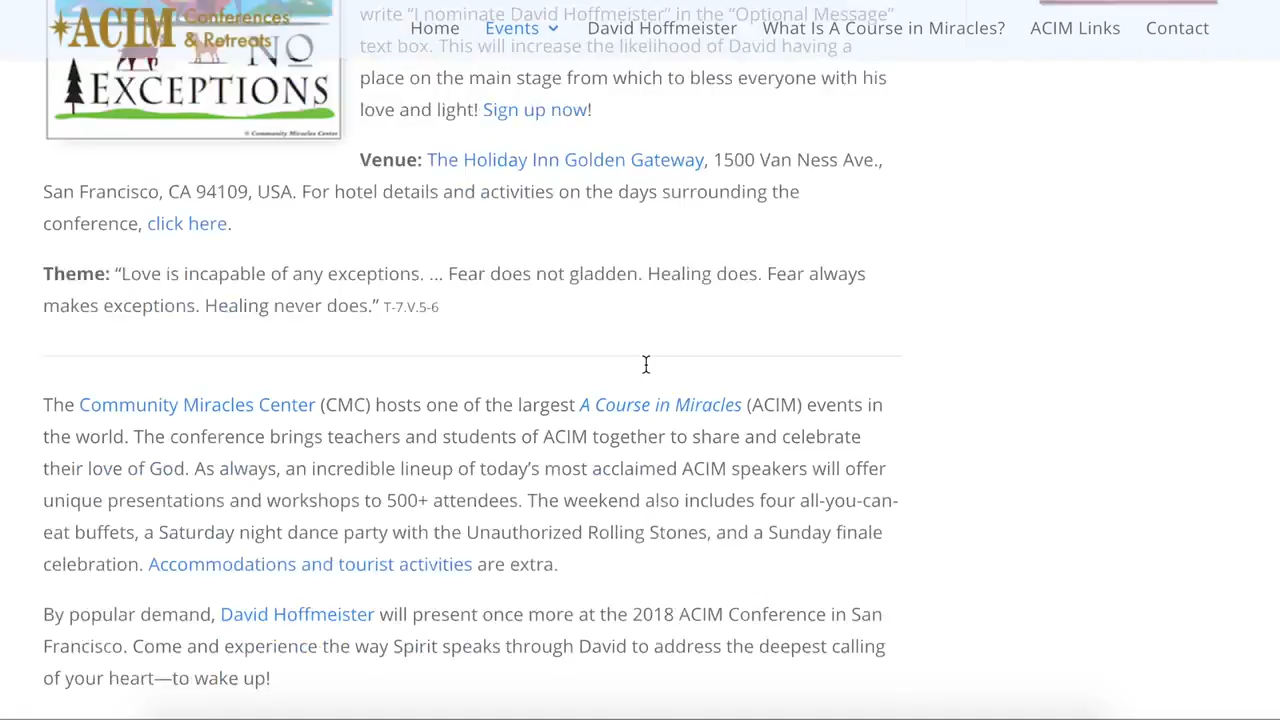 ACIM Conferences & Retreats
Home Events David Hoffmeister What Is A Course in Miracles? ACIM Links Contact
NO
EXCEPTIONS
© Community Miracles Center
write “I nominate David Hoffmeister” in the “Optional Message”
text box. This will increase the likelihood of David having a
place on the main stage from which to bless everyone with his
love and light! Sign up now!
Venue: The Holiday Inn Golden Gateway, 1500 Van Ness Ave.,
San Francisco, CA 94109, USA. For hotel details and activities on the days surrounding the
conference, click here.
Theme: “Love is incapable of any exceptions. … Fear does not gladden. Healing does. Fear always
makes exceptions. Healing never does.” T-7.V.5-6
The Community Miracles Center (CMC) hosts one of the largest A Course in Miracles (ACIM) events in
the world. The conference brings teachers and students of ACIM together to share and celebrate
their love of God. As always, an incredible lineup of today’s most acclaimed ACIM speakers will offer
unique presentations and workshops to 500+ attendees. The weekend also includes four all-you-can-
eat buffets, a Saturday night dance party with the Unauthorized Rolling Stones, and a Sunday finale
celebration. Accommodations and tourist activities are extra.
By popular demand, David Hoffmeister will present once more at the 2018 ACIM Conference in San
Francisco. Come and experience the way Spirit speaks through David to address the deepest calling
of your heart—to wake up!